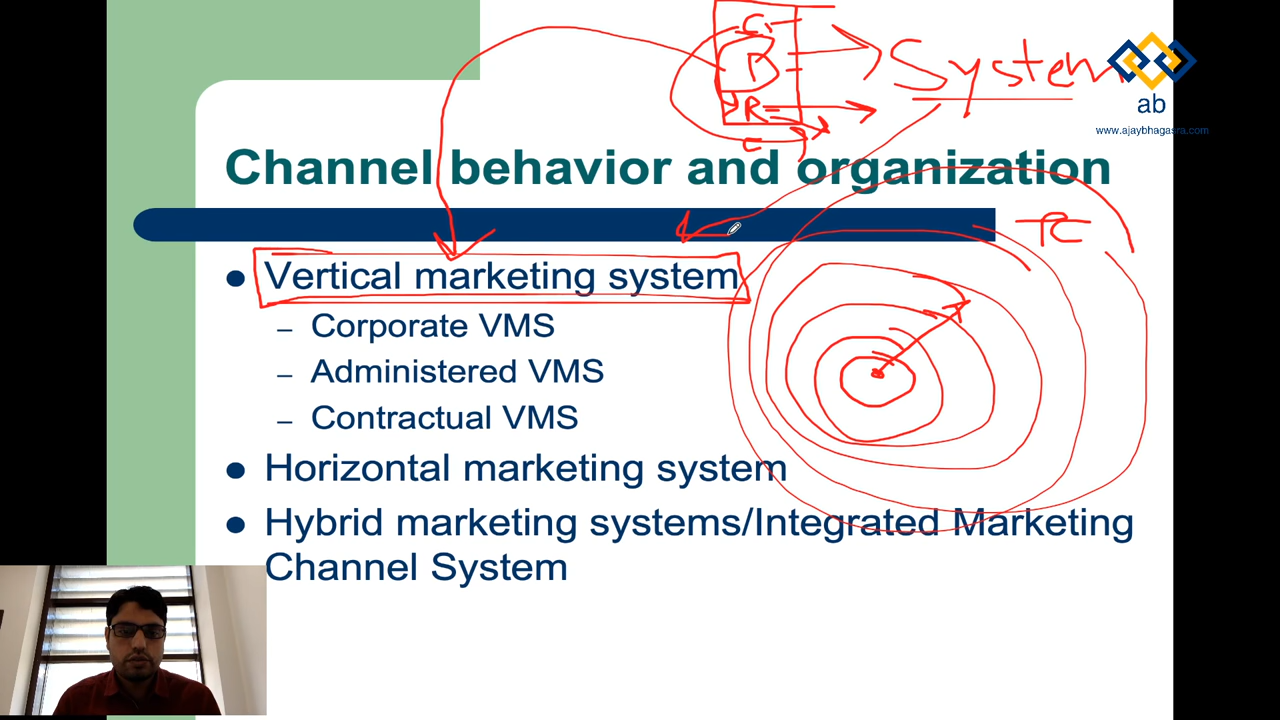 System
ab
www.ajaybhagasra.com
Channel behavior and organization
TC
● Vertical marketing system
– Corporate VMS
– Administered VMS
– Contractual VMS
● Horizontal marketing system
● Hybrid marketing systems/Integrated Marketing
Channel System